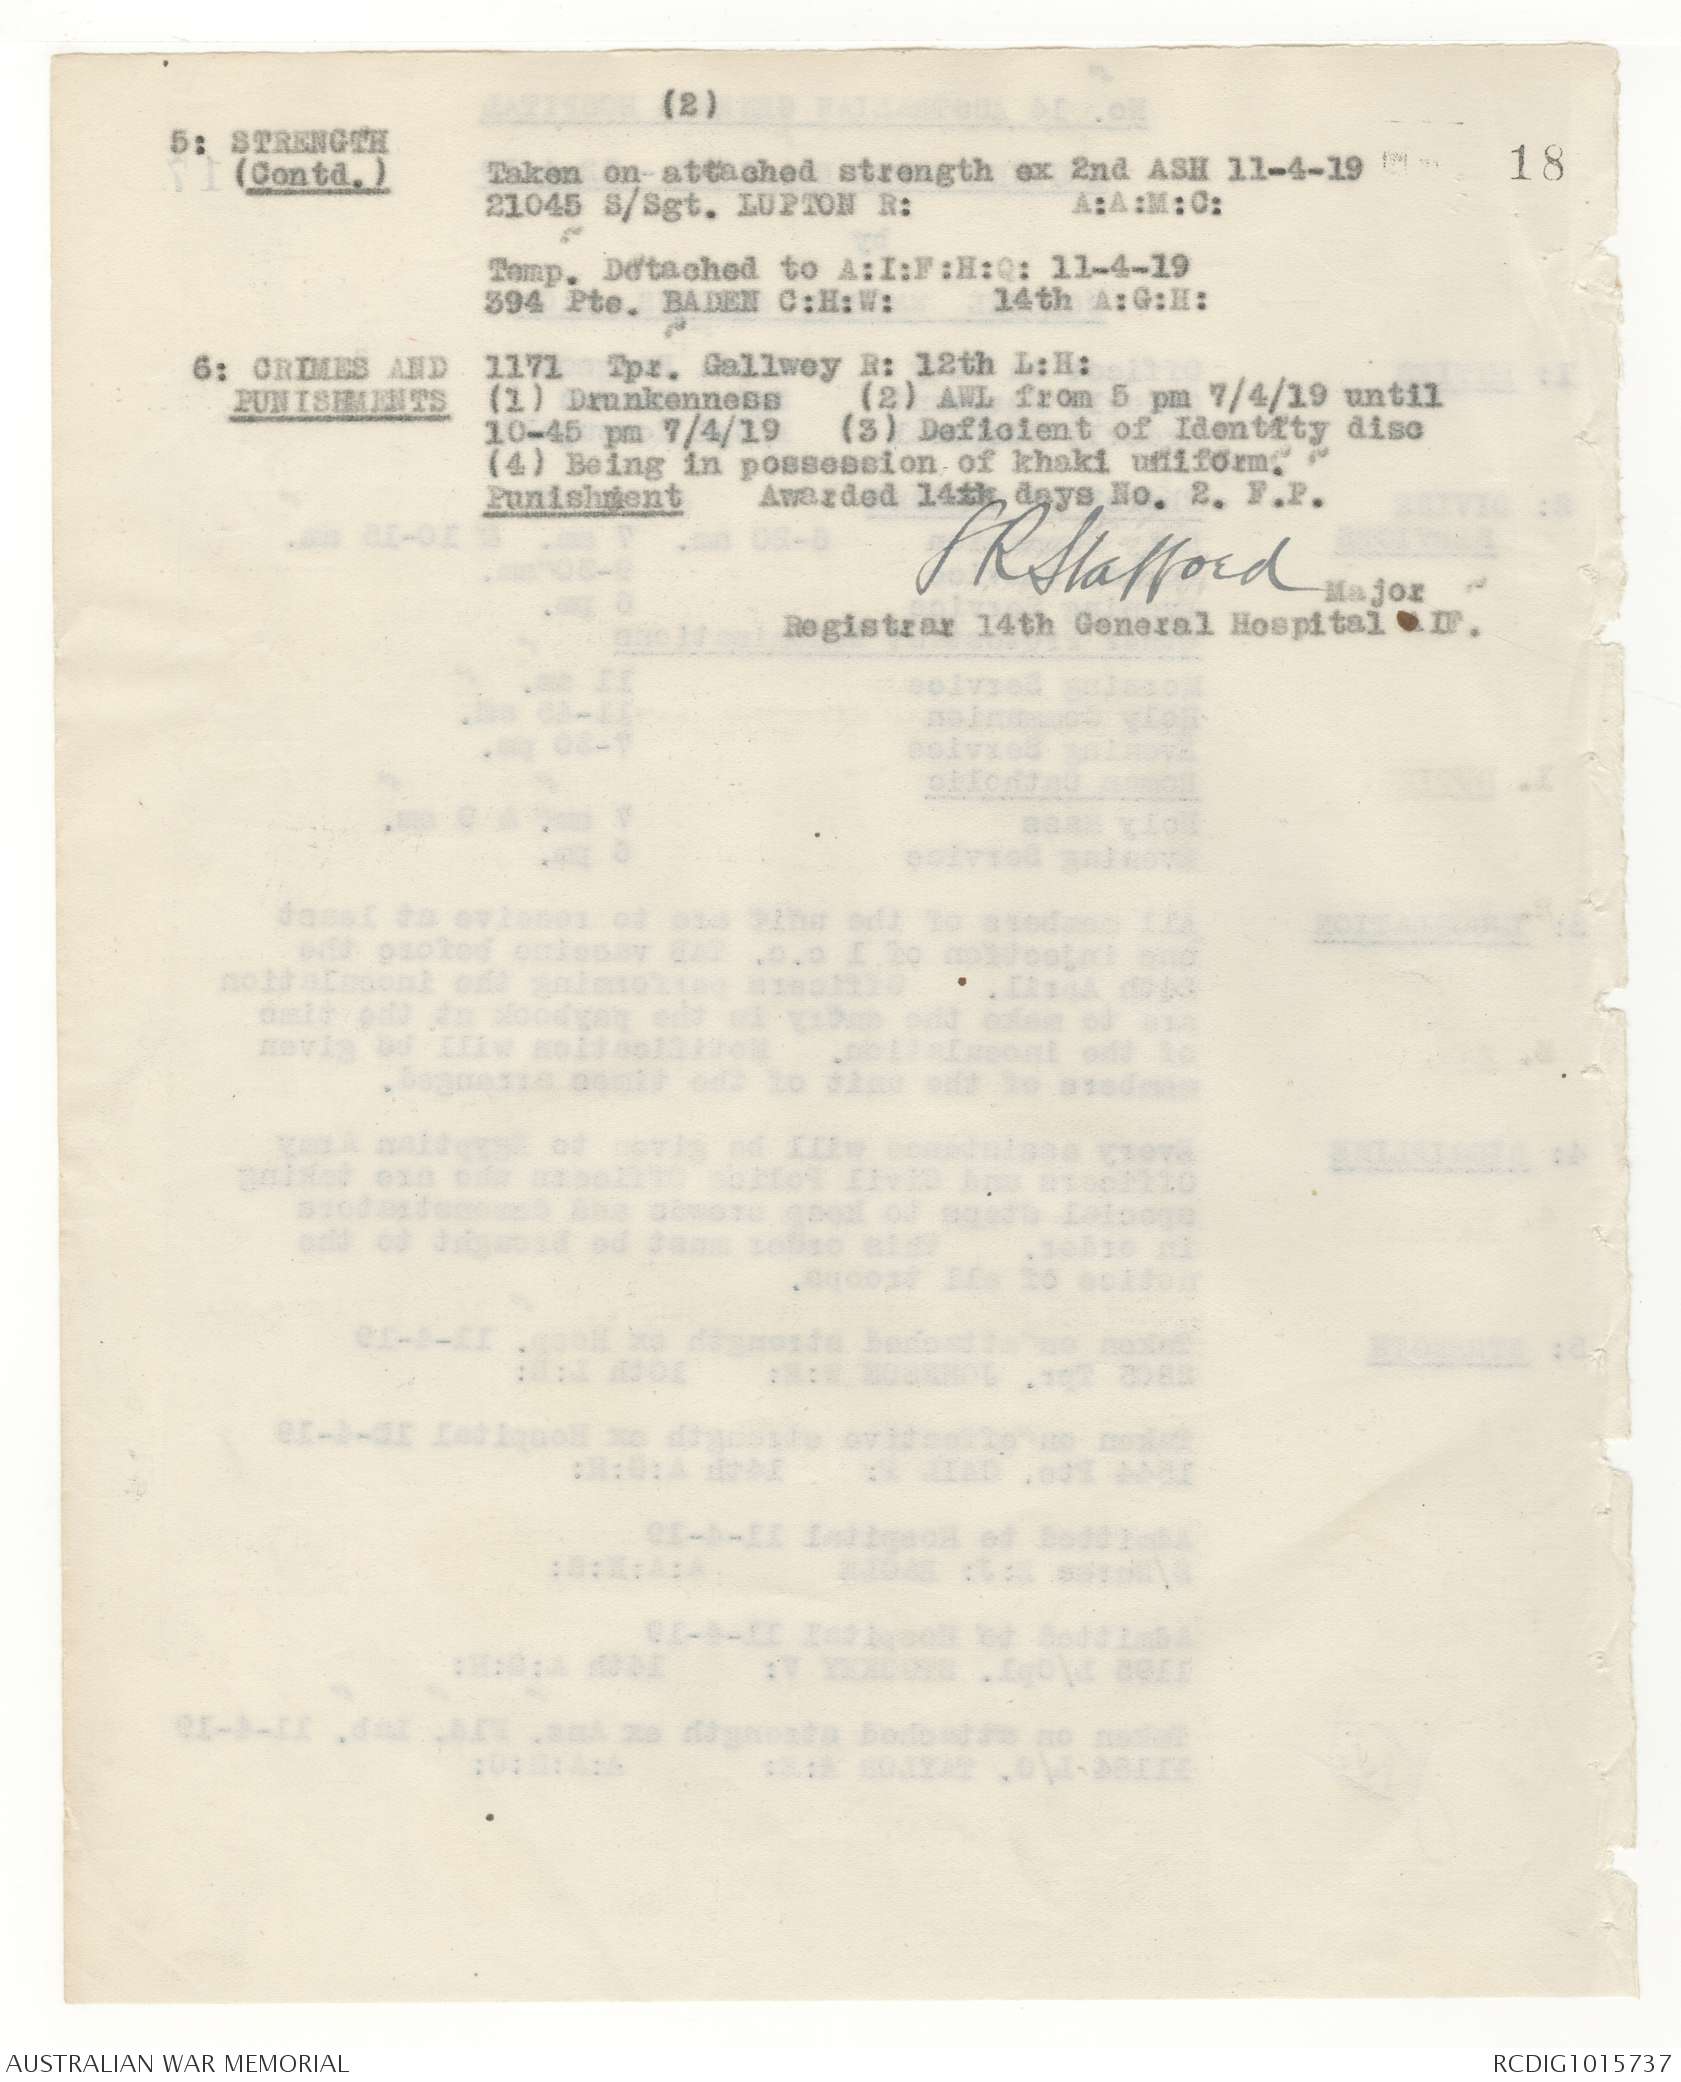 (2)
18
5: STRENGTH
(Contd.)
Taken on attached strength ex 2nd ASH 11-4-19
21045 S/Sgt. LUPTON R: A:A:M:C:
Temp. Detached to A:I:F:H:Q: 11-4-19
394 Pte. BADEN C:H:W: 14th A:G:H:
6: CRIMES AND
PUNISHMENTS
1171 Tpr. Gallwey R: 12th L:H:
(1) Drunkenness (2) AWL from 5 pm 7/4/19 until
10-45 pm 7/4/19 (3) Deficient of Identity disc
(4) Being in possession of khaki uniform.
Punishment Awarded 14 days No. 2. F.P.
S R Stafford
Major
Registrar 14th General Hospital AIF.
AUSTRALIAN WAR MEMORIAL
RCDIG1015737